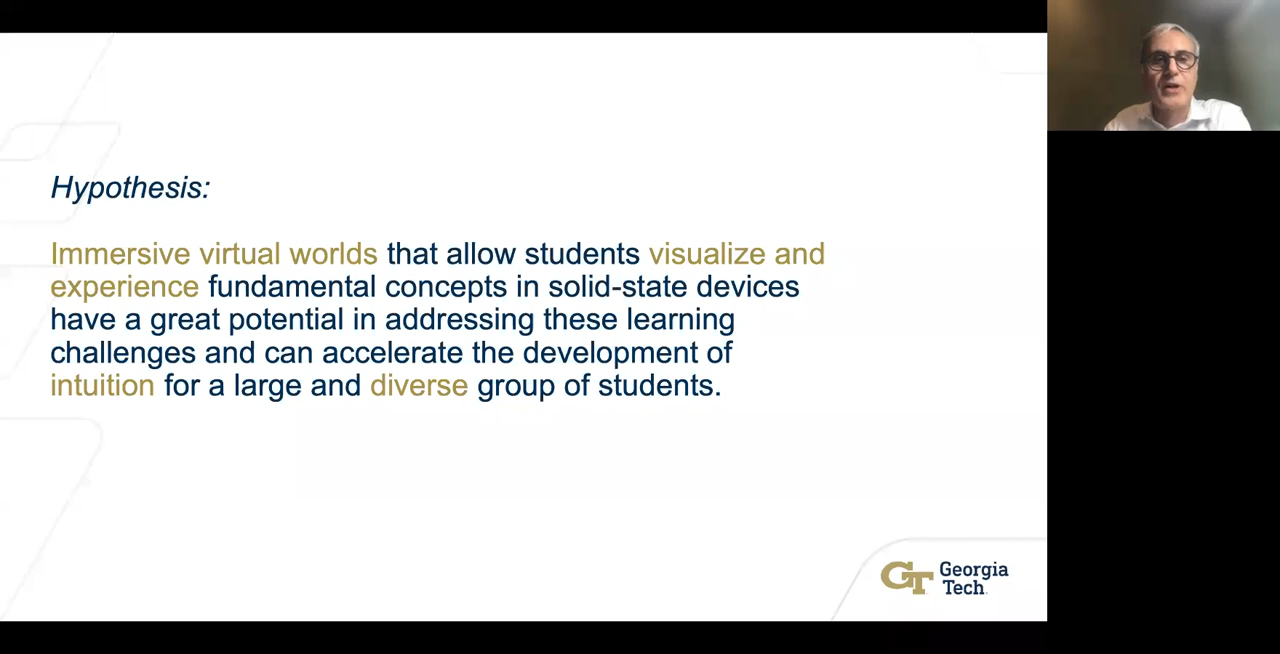 Hypothesis:
Immersive virtual worlds that allow students visualize and
experience fundamental concepts in solid-state devices
have a great potential in addressing these learning
challenges and can accelerate the development of
intuition for a large and diverse group of students.
GT Georgia
Tech